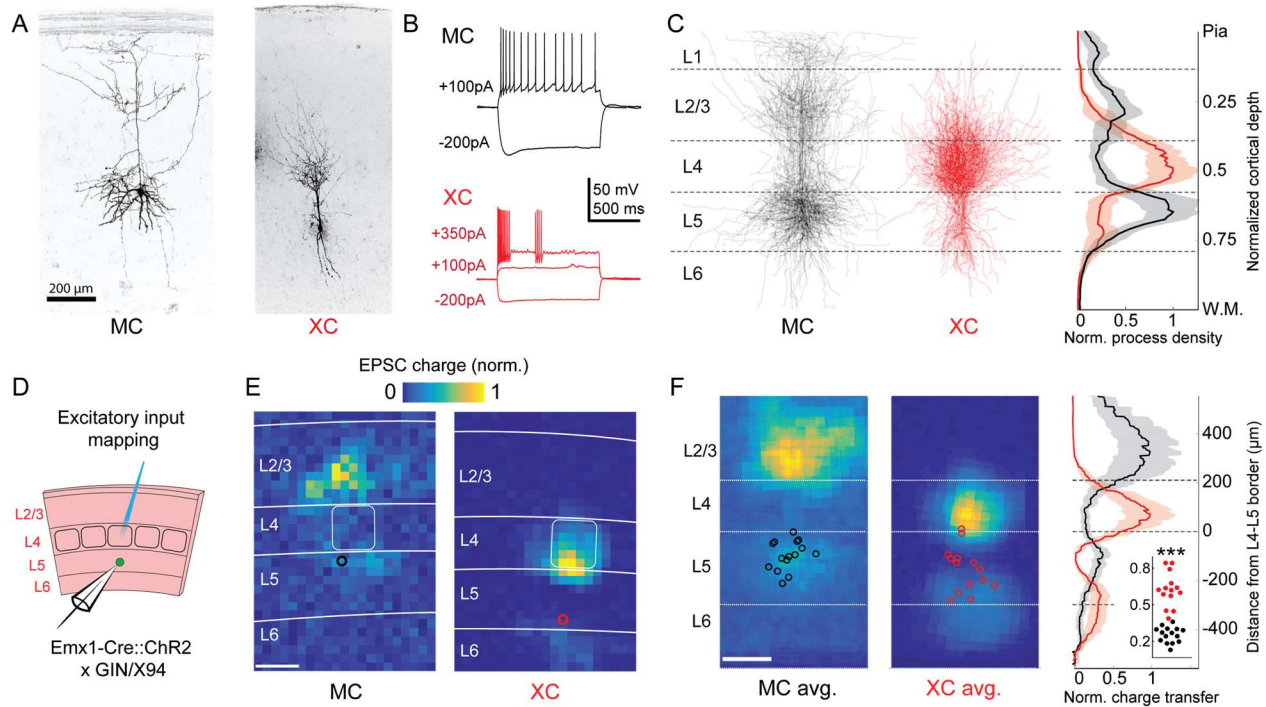 A
200 µm
MC
XC
B
MC
+100pA
-200pA
XC
50 mV
500 ms
+350pA
+100pA
-200pA
C
L1
L2/3
L4
L5
L6
MC
XC
Pia
0.25
0.5
0.75
W.M.
Normalized cortical depth
0 0.5 1
Norm. process density
D
Excitatory input
mapping
L2/3
L4
L5
L6
Emx1-Cre::ChR2
x GIN/X94
E
EPSC charge (norm.)
0 1
L2/3
L4
L5
L6
MC
L2/3
L4
L5
L6
XC
F
L2/3
L4
L5
L6
MC avg.
XC avg.
400
200
0
-200
-400
Distance from L4-L5 border (µm)
***
0.8
0.5
0.2
0 0.5 1
Norm. charge transfer